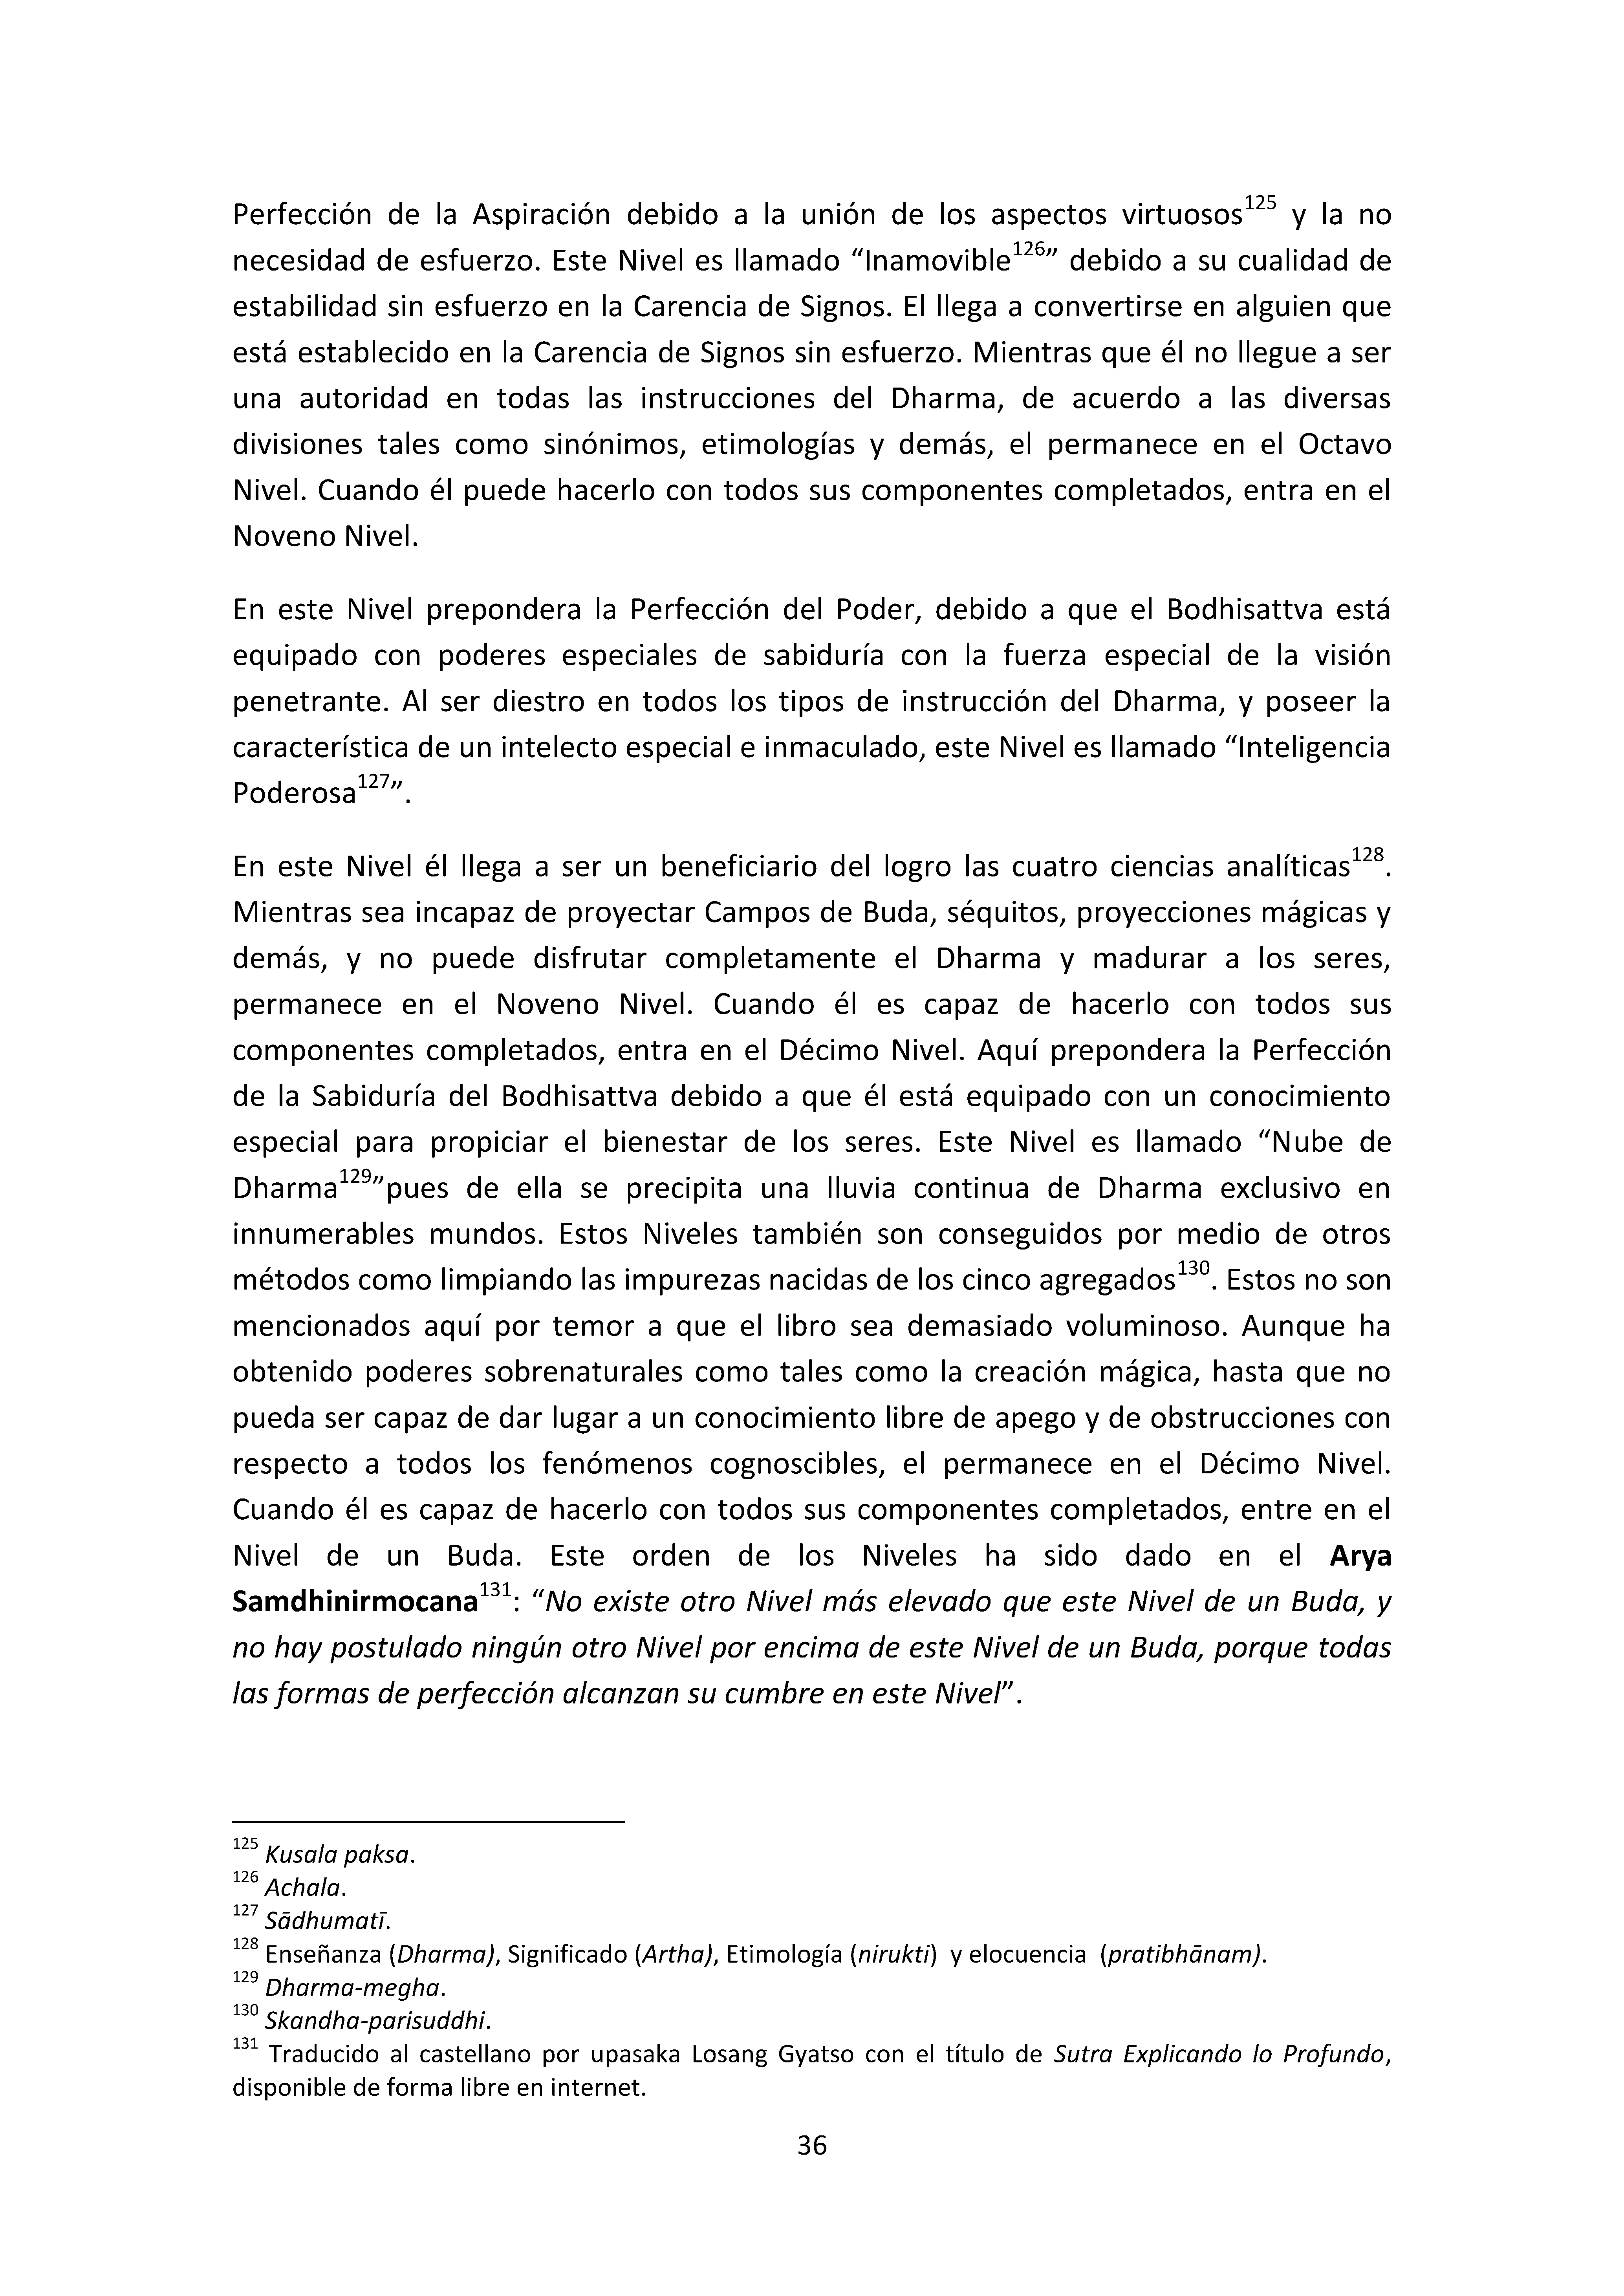 Perfección de la Aspiración debido a la unión de los aspectos virtuosos125 y la no
necesidad de esfuerzo. Este Nivel es llamado “Inamovible126” debido a su cualidad de
estabilidad sin esfuerzo en la Carencia de Signos. El llega a convertirse en alguien que
está establecido en la Carencia de Signos sin esfuerzo. Mientras que él no llegue a ser
una autoridad en todas las instrucciones del Dharma, de acuerdo a las diversas
divisiones tales como sinónimos, etimologías y demás, el permanece en el Octavo
Nivel. Cuando él puede hacerlo con todos sus componentes completados, entra en el
Noveno Nivel.
En este Nivel prepondera la Perfección del Poder, debido a que el Bodhisattva está
equipado con poderes especiales de sabiduría con la fuerza especial de la visión
penetrante. Al ser diestro en todos los tipos de instrucción del Dharma, y poseer la
característica de un intelecto especial e inmaculado, este Nivel es llamado “Inteligencia
Poderosa127”.
En este Nivel él llega a ser un beneficiario del logro las cuatro ciencias analíticas128.
Mientras sea incapaz de proyectar Campos de Buda, séquitos, proyecciones mágicas y
demás, y no puede disfrutar completamente el Dharma y madurar a los seres,
permanece en el Noveno Nivel. Cuando él es capaz de hacerlo con todos sus
componentes completados, entra en el Décimo Nivel. Aquí prepondera la Perfección
de la Sabiduría del Bodhisattva debido a que él está equipado con un conocimiento
especial para propiciar el bienestar de los seres. Este Nivel es llamado “Nube de
Dharma129”pues de ella se precipita una lluvia continua de Dharma exclusivo en
innumerables mundos. Estos Niveles también son conseguidos por medio de otros
métodos como limpiando las impurezas nacidas de los cinco agregados130. Estos no son
mencionados aquí por temor a que el libro sea demasiado voluminoso. Aunque ha
obtenido poderes sobrenaturales como tales como la creación mágica, hasta que no
pueda ser capaz de dar lugar a un conocimiento libre de apego y de obstrucciones con
respecto a todos los fenómenos cognoscibles, el permanece en el Décimo Nivel.
Cuando él es capaz de hacerlo con todos sus componentes completados, entre en el
Nivel de un Buda. Este orden de los Niveles ha sido dado en el Arya
Samdhinirmocana131: “No existe otro Nivel más elevado que este Nivel de un Buda, y
no hay postulado ningún otro Nivel por encima de este Nivel de un Buda, porque todas
las formas de perfección alcanzan su cumbre en este Nivel”.
125 Kusala paksa.
126 Achala.
127 Sādhumatī.
128 Enseñanza (Dharma), Significado (Artha), Etimología (nirukti) y elocuencia (pratibhānam).
129 Dharma-megha.
130 Skandha-parisuddhi.
131 Traducido al castellano por upasaka Losang Gyatso con el título de Sutra Explicando lo Profundo,
disponible de forma libre en internet.
36